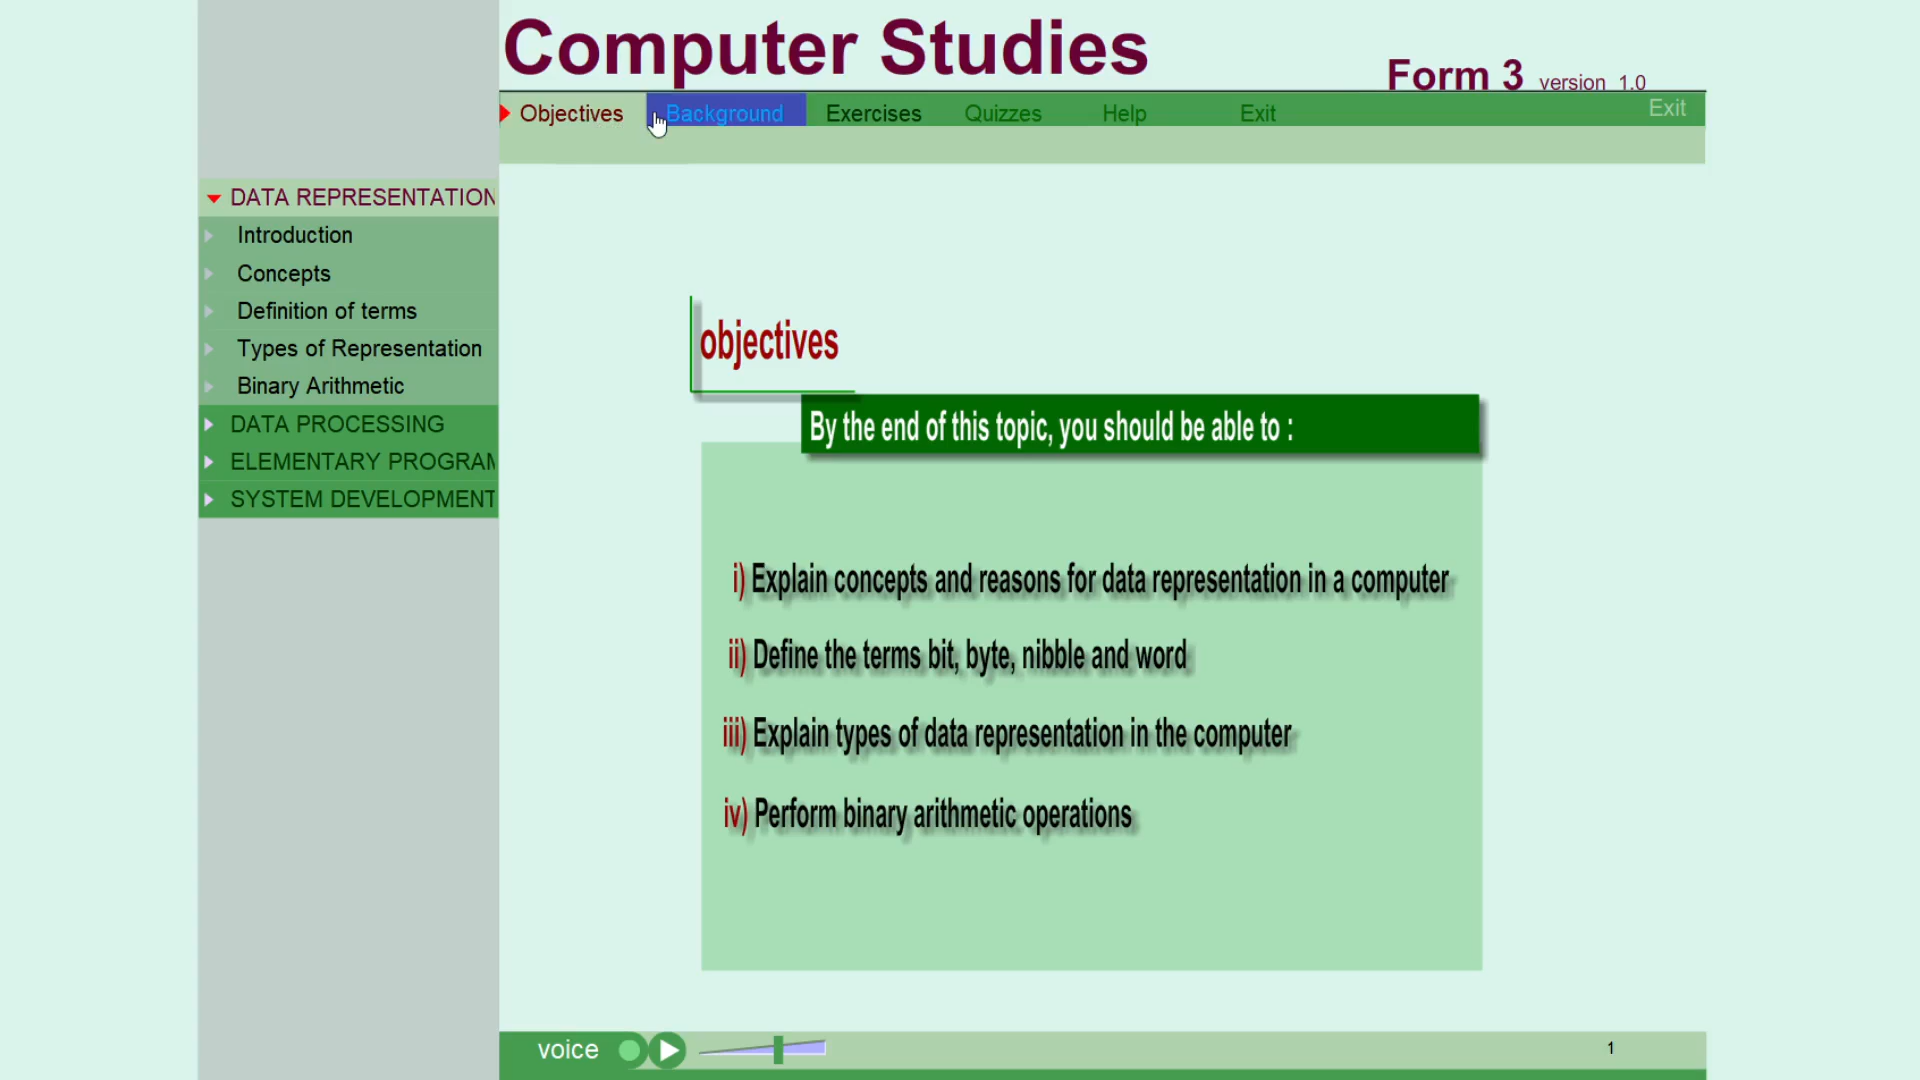 Computer Studies
Form 3 version 1.0
Objectives Background Exercises Quizzes Help Exit Exit
DATA REPRESENTATION
Introduction
Concepts
Definition of terms
Types of Representation
Binary Arithmetic
DATA PROCESSING
ELEMENTARY PROGRAM
SYSTEM DEVELOPMENT
objectives
By the end of this topic, you should be able to :
i) Explain concepts and reasons for data representation in a computer
ii) Define the terms bit, byte, nibble and word
iii) Explain types of data representation in the computer
iv) Perform binary arithmetic operations
voice
1